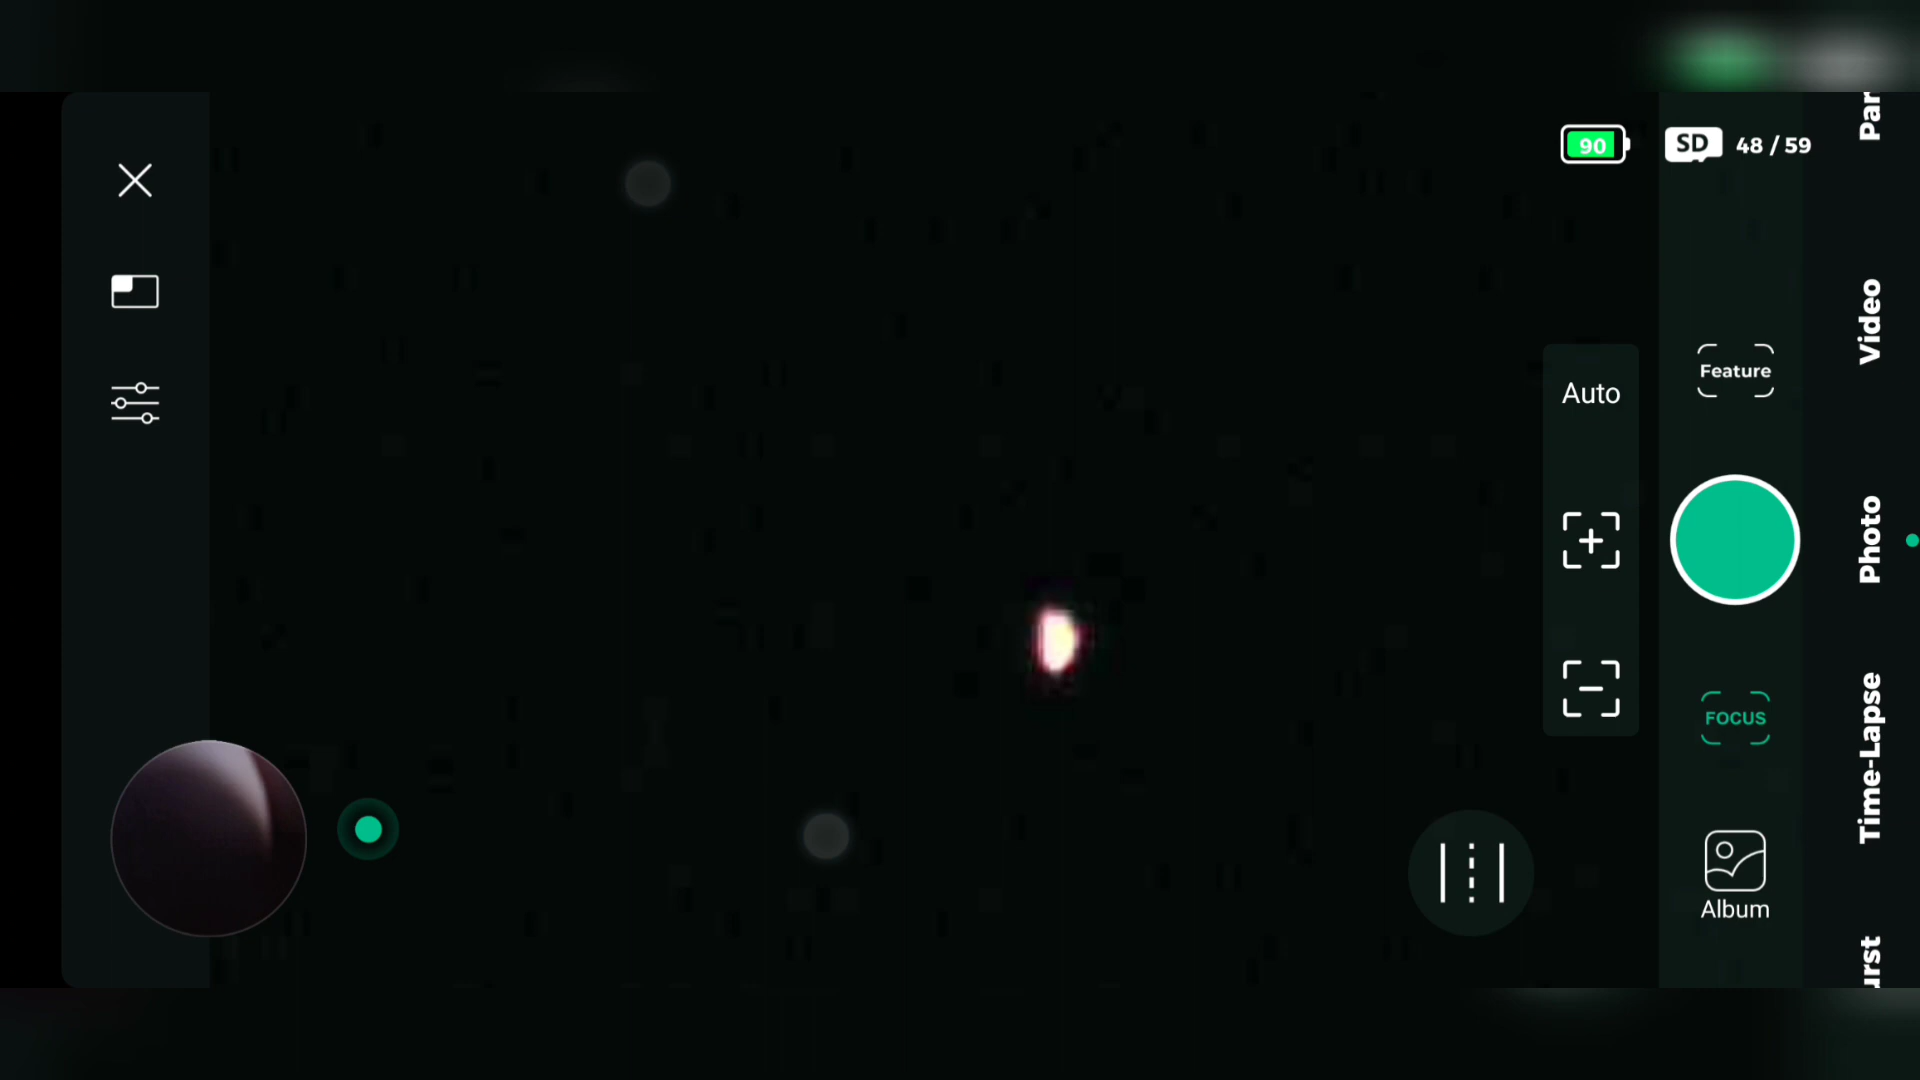 90
SD
48 / 59
Par
Video
Feature
Auto
Photo
FOCUS
Time-Lapse
Album
urst